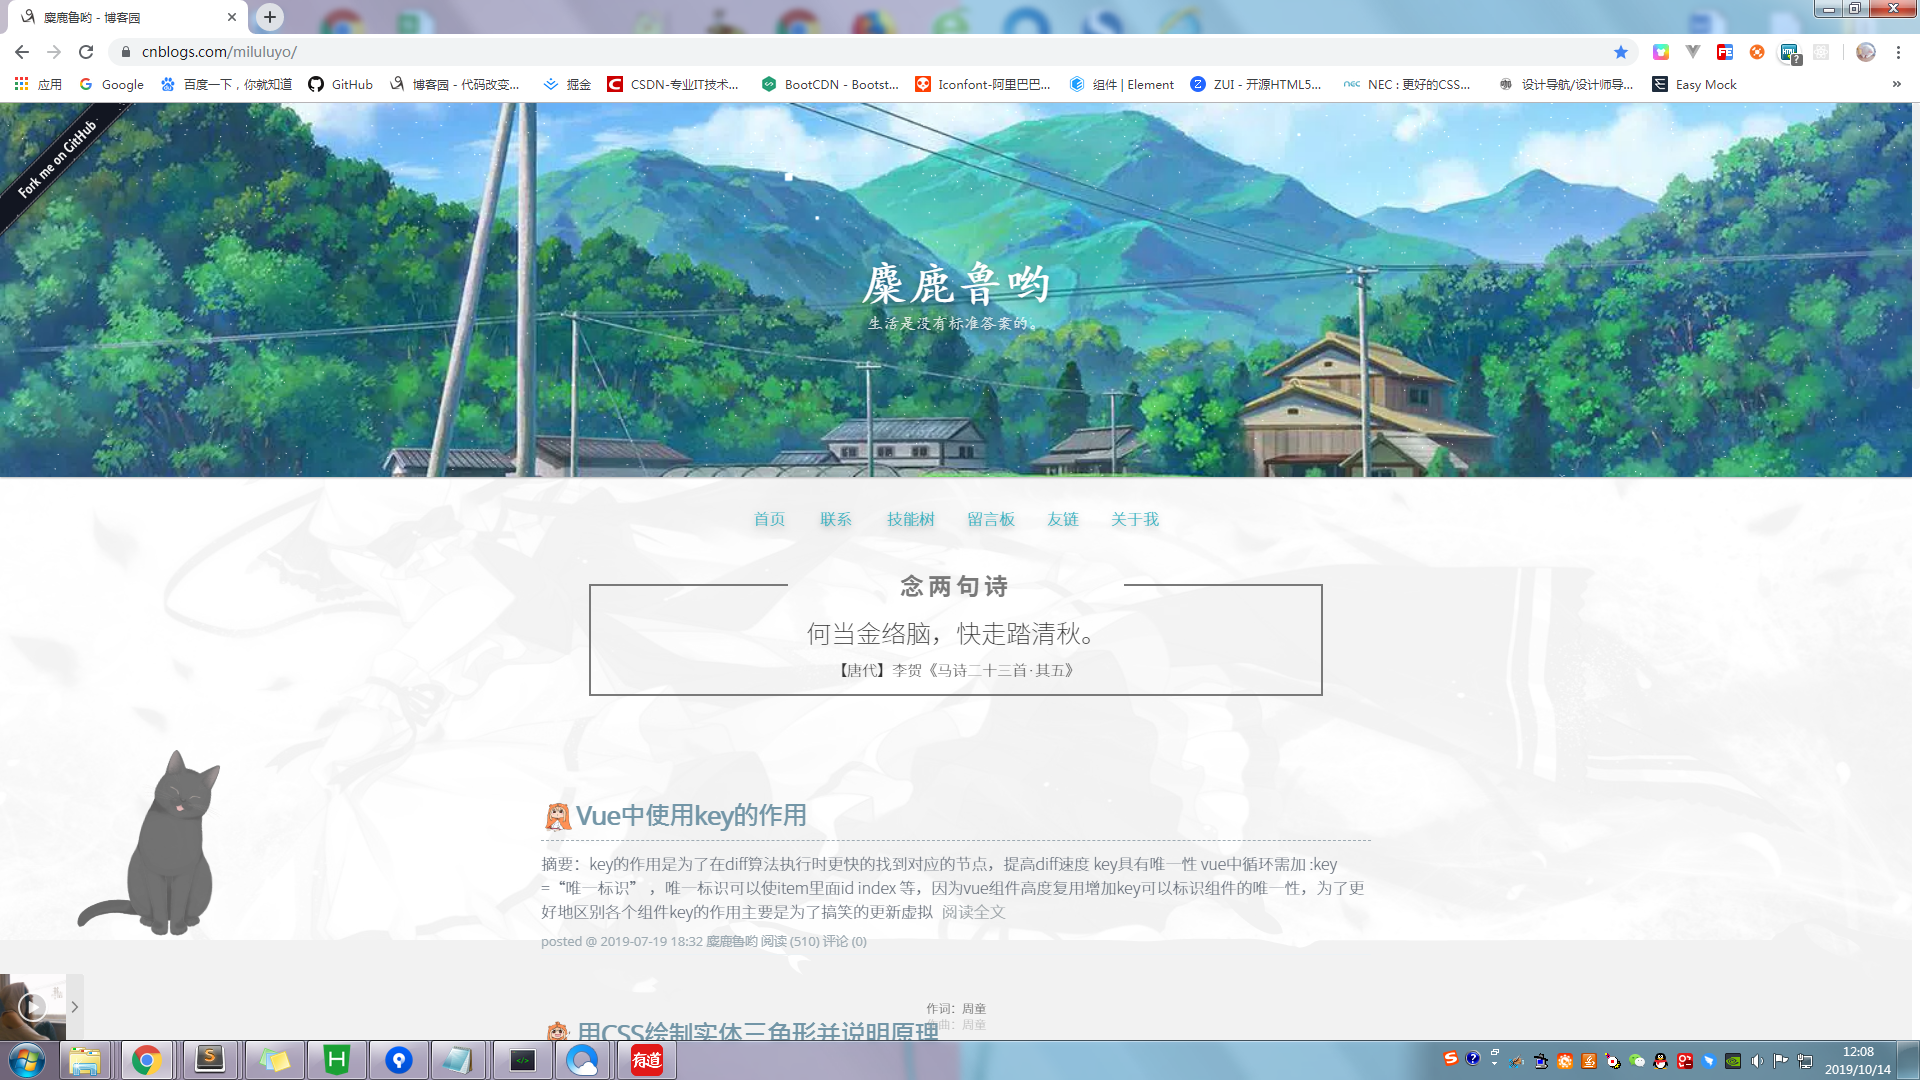 麋鹿鲁哟 - 博客园
cnblogs.com/miluluyo/
应用
Google
百度一下，你就知道
GitHub
博客园 - 代码改变...
掘金
CSDN-专业IT技术...
BootCDN - Bootst...
Iconfont-阿里巴巴...
组件 | Element
ZUI - 开源HTML5...
NEC : 更好的CSS...
设计导航/设计师导...
Easy Mock
Fork me on GitHub
麋鹿鲁哟
生活是没有标准答案的。
首页
联系
技能树
留言板
友链
关于我
念两句诗
何当金络脑，快走踏清秋。
【唐代】李贺《马诗二十三首·其五》
Vue中使用key的作用
摘要：key的作用是为了在diff算法执行时更快的找到对应的节点，提高diff速度 key具有唯一性 vue中循环需加 :key
=“唯一标识” ，唯一标识可以使item里面id index 等，因为vue组件高度复用增加key可以标识组件的唯一性，为了更
好地区别各个组件key的作用主要是为了搞笑的更新虚拟 阅读全文
posted @ 2019-07-19 18:32 麋鹿鲁哟 阅读 (510) 评论 (0)
作词：周童
作曲：周童
用CSS绘制实体三角形并说明原理
有道
12:08
2019/10/14